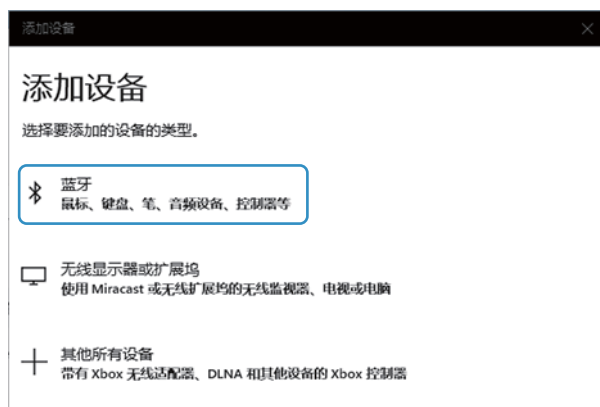 添加设备
添加设备
选择要添加的设备的类型。
蓝牙
鼠标、键盘、笔、音频设备、控制器等
无线显示器或扩展坞
使用 Miracast 或无线扩展坞的无线监视器、电视或电脑
其他所有设备
带有 Xbox 无线适配器、DLNA 和其他设备的 Xbox 控制器